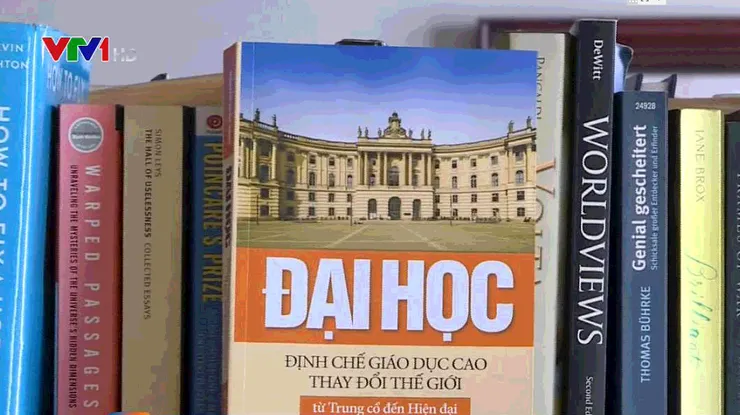 VTV1 HD
HOW TO FIX
WARPED PASSAGES
UNRAVELING THE MYSTERIES OF THE UNIVERSE'S HIDDEN DIMENSIONS
SIMON LEYS
THE HALL OF USELESSNESS COLLECTED ESSAYS
POINCARE'S PRIZE
ĐẠI HỌC
ĐỊNH CHẾ GIÁO DỤC CAO
THAY ĐỔI THẾ GIỚI
từ Trung cổ đến Hiện đại
DeWitt
WORLDVIEWS
Second
24928
Genial gescheitert
Schicksale großer Entdecker und Erfinder
THOMAS BÜHRKE
JANE BROX
Brilliant